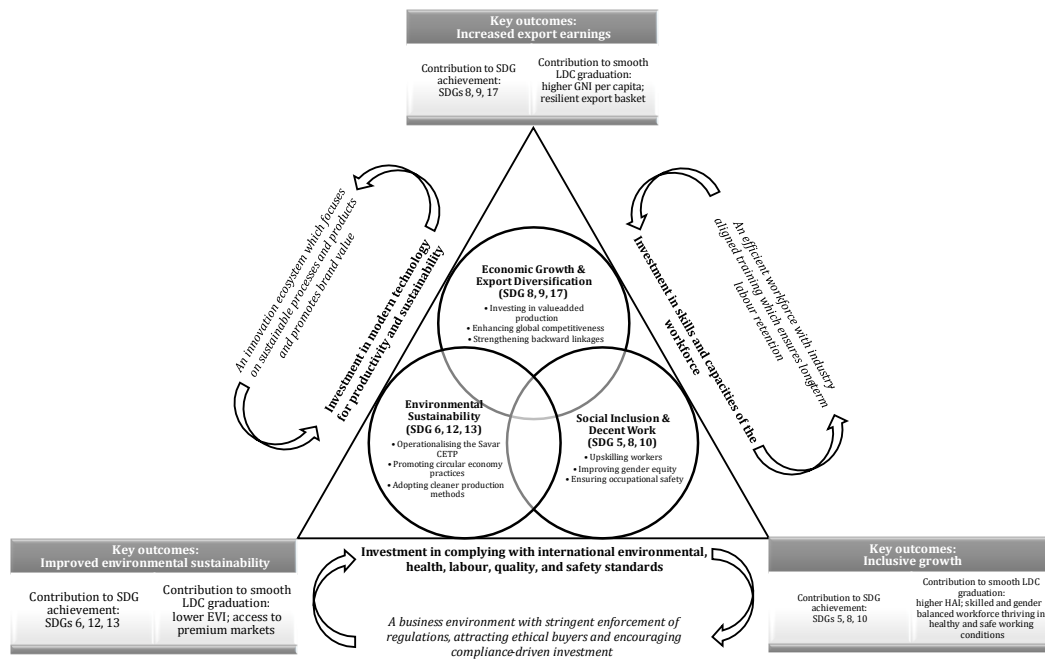 Key outcomes:
Increased export earnings
Contribution to SDG
achievement:
SDGs 8, 9, 17
Contribution to smooth
LDC graduation:
higher GNI per capita;
resilient export basket
An innovation ecosystem which focuses
on sustainable processes and products
and promotes brand value
Investment in modern technology
for productivity and sustainability
Economic Growth &
Export Diversification
(SDG 8, 9, 17)
• Investing in valueadded
production
• Enhancing global competitiveness
• Strengthening backward linkages
Investment in skills and capacities of the
workforce
An efficient workforce with industry
aligned training which ensures longterm
labour retention
Environmental
Sustainability
(SDG 6, 12, 13)
• Operationalising the Savar
CETP
• Promoting circular economy
practices
• Adopting cleaner production
methods
Social Inclusion &
Decent Work
(SDG 5, 8, 10)
• Upskilling workers
• Improving gender equity
• Ensuring occupational safety
Key outcomes:
Improved environmental sustainability
Contribution to SDG
achievement:
SDGs 6, 12, 13
Contribution to smooth
LDC graduation:
lower EVI; access to
premium markets
Investment in complying with international environmental,
health, labour, quality, and safety standards
A business environment with stringent enforcement of
regulations, attracting ethical buyers and encouraging
compliance-driven investment
Key outcomes:
Inclusive growth
Contribution to SDG
achievement:
SDGs 5, 8, 10
Contribution to smooth LDC
graduation:
higher HAI; skilled and gender
balanced workforce thriving in
healthy and safe working
conditions